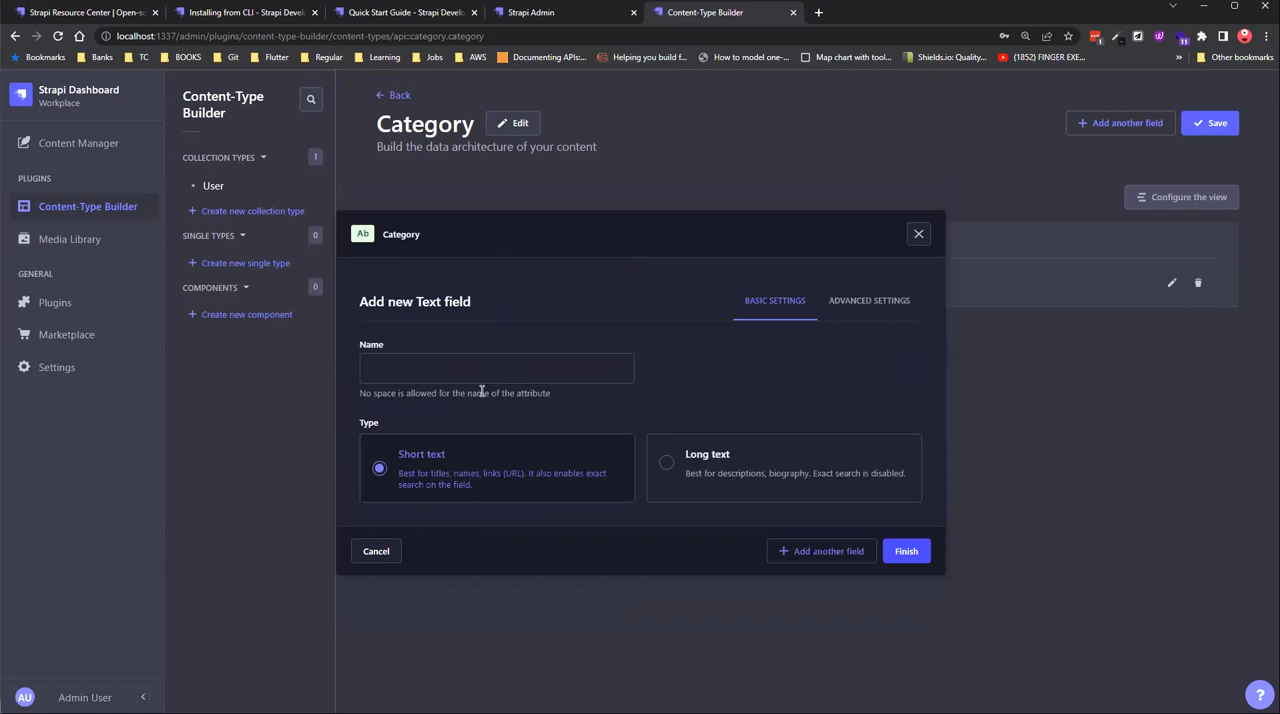 Strapi Resource Center | Open-so
Installing from CLI - Strapi Devel
Quick Start Guide - Strapi Develo
Strapi Admin
Content-Type Builder
localhost:1337/admin/plugins/content-type-builder/content-types/api:category.category
Bookmarks
Banks
TC
BOOKS
Git
Flutter
Regular
Learning
Jobs
AWS
Documenting APIs:...
Helping you build f...
How to model one-...
Map chart with tool...
Shields.io: Quality...
(1852) FINGER EXE...
»
Other bookmarks
Strapi Dashboard
Workplace
Content Manager
PLUGINS
Content-Type Builder
Media Library
GENERAL
Plugins
Marketplace
Settings
AU
Admin User
Content-Type
Builder
COLLECTION TYPES
1
User
+ Create new collection type
SINGLE TYPES
0
+ Create new single type
COMPONENTS
0
+ Create new component
Back
Category
Edit
Build the data architecture of your content
+ Add another field
Save
Configure the view
Ab
Category
Add new Text field
BASIC SETTINGS
ADVANCED SETTINGS
Name
No space is allowed for the name of the attribute
Type
Short text
Best for titles, names, links (URL). It also enables exact
search on the field.
Long text
Best for descriptions, biography. Exact search is disabled.
Cancel
+ Add another field
Finish
?